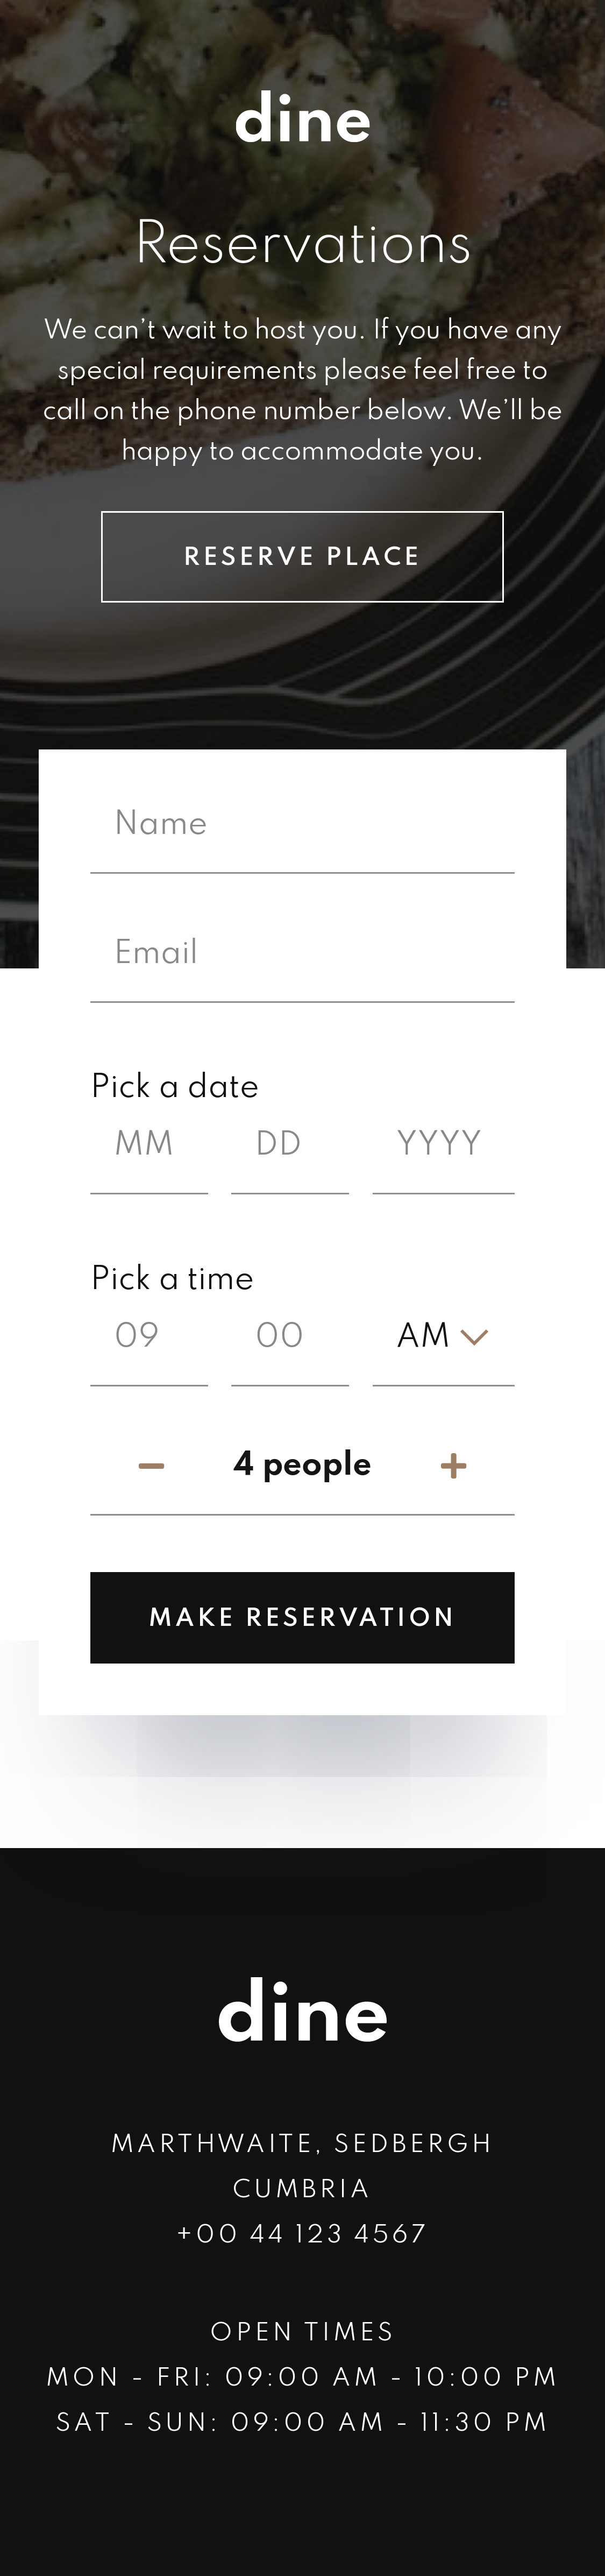 dine
Reservations
We can’t wait to host you. If you have any
special requirements please feel free to
call on the phone number below. We’ll be
happy to accommodate you.
RESERVE PLACE
Name
Email
Pick a date
MM DD YYYY
Pick a time
09 00 AM
4 people
MAKE RESERVATION
dine
MARTHWAITE, SEDBERGH
CUMBRIA
+00 44 123 4567
OPEN TIMES
MON - FRI: 09:00 AM - 10:00 PM
SAT - SUN: 09:00 AM - 11:30 PM